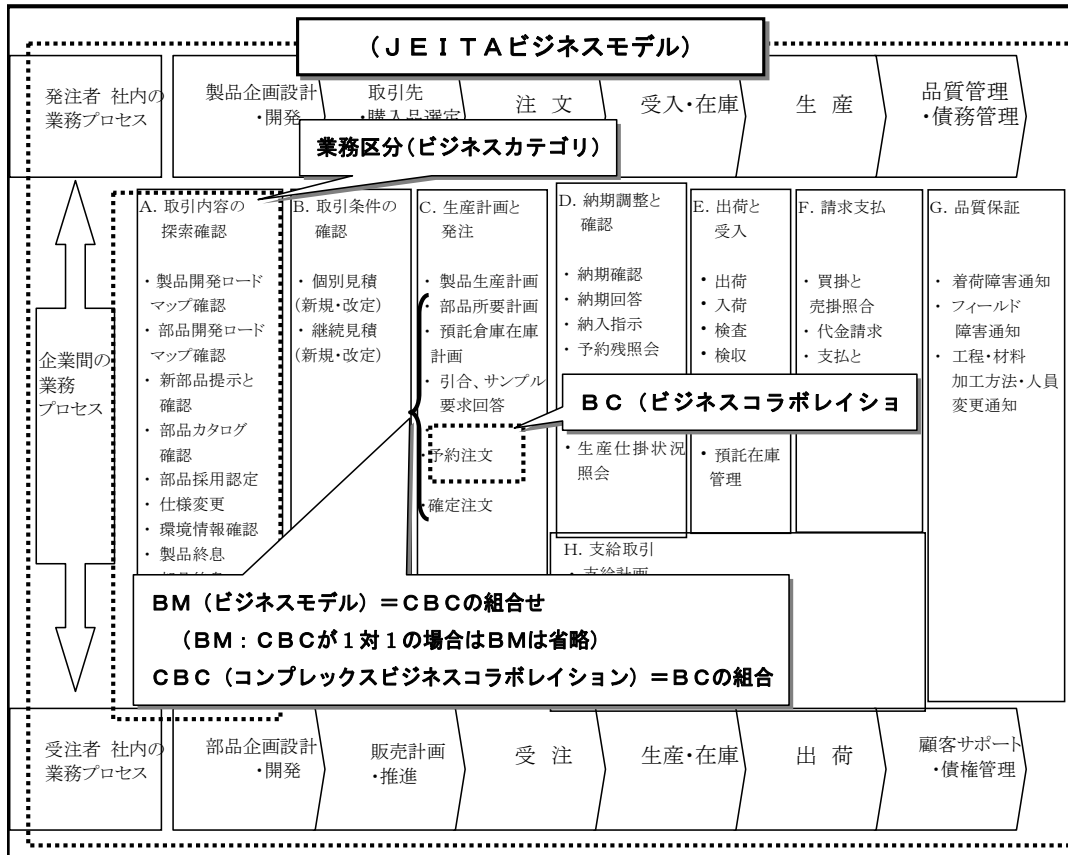 （ＪＥＩＴＡビジネスモデル）
発注者 社内の
業務プロセス
製品企画設計
・開発
取引先
・購入品選定
注 文
受入・在庫
生 産
品質管理
・債務管理
業務区分（ビジネスカテゴリ）
企業間の
業務
プロセス
A. 取引内容の
探索確認
・ 製品開発ロード
マップ確認
・ 部品開発ロード
マップ確認
・ 新部品提示と
確認
・ 部品カタログ
確認
・ 部品採用認定
・ 仕様変更
・ 環境情報確認
・ 製品終息
B. 取引条件の
確認
・ 個別見積
(新規・改定)
・ 継続見積
(新規・改定)
C. 生産計画と
発注
・ 製品生産計画
・ 部品所要計画
・ 預託倉庫在庫
計画
・ 引合、サンプル
要求回答
・予約注文
・確定注文
D. 納期調整と
確認
・ 納期確認
・ 納期回答
・ 納入指示
・ 予約残照会
・ 生産仕掛状況
照会
E. 出荷と
受入
・ 出荷
・ 入荷
・ 検査
・ 検収
・ 預託在庫
管理
F. 請求支払
・ 買掛と
売掛照合
・ 代金請求
・ 支払と
G. 品質保証
・ 着荷障害通知
・ フィールド
障害通知
・ 工程・材料
加工方法・人員
変更通知
ＢＣ（ビジネスコラボレイショ
H. 支給取引
・ 支給計画
ＢＭ（ビジネスモデル）＝ＣＢＣの組合せ
（ＢＭ：ＣＢＣが１対１の場合はＢＭは省略）
ＣＢＣ（コンプレックスビジネスコラボレイション）＝ＢＣの組合
受注者 社内の
業務プロセス
部品企画設計
・開発
販売計画
・推進
受 注
生産・在庫
出 荷
顧客サポート
・債権管理